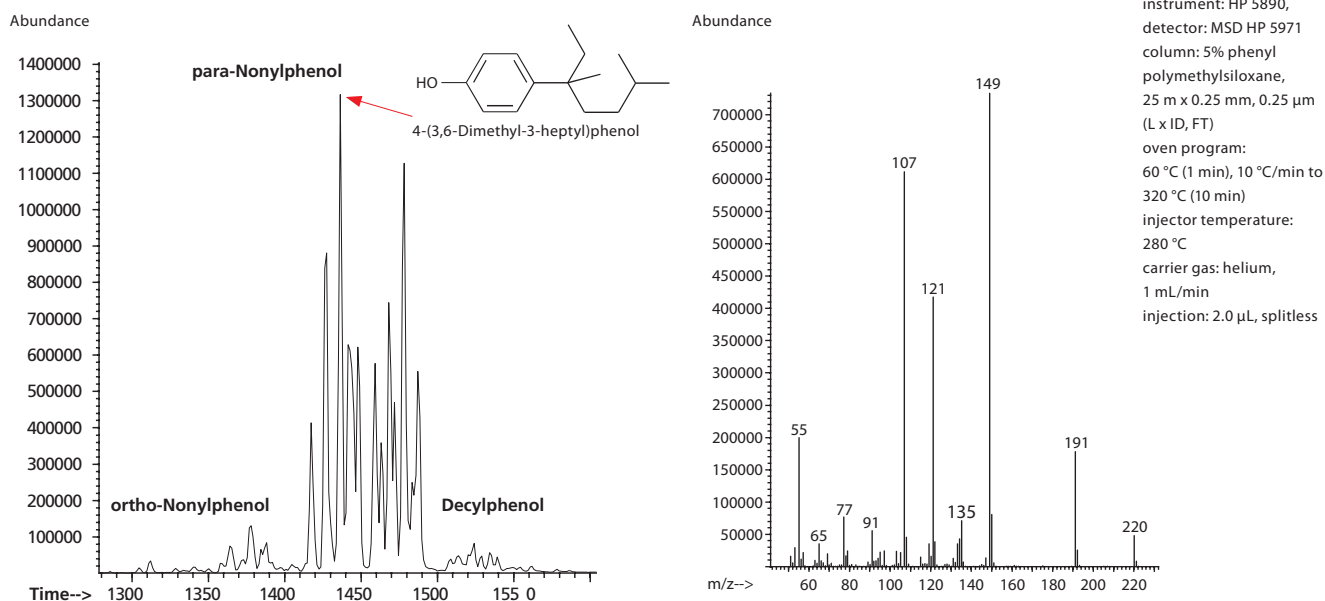 Abundance
1400000
para-Nonylphenol
1300000
HO
4-(3,6-Dimethyl-3-heptyl)phenol
1200000
1100000
1000000
900000
800000
700000
600000
500000
400000
300000
200000
100000
ortho-Nonylphenol
Decylphenol
Time-->
1300
1350
1400
1450
1500
155 0
Abundance
700000
650000
600000
550000
500000
450000
400000
350000
300000
250000
200000
150000
100000
50000
149
107
121
55
191
77
135
91
65
220
m/z-->
60
80
100
120
140
160
180
200
220
instrument: HP 5890,
detector: MSD HP 5971
column: 5% phenyl
polymethylsiloxane,
25 m x 0.25 mm, 0.25 µm
(L x ID, FT)
oven program:
60 °C (1 min), 10 °C/min to
320 °C (10 min)
injector temperature:
280 °C
carrier gas: helium,
1 mL/min
injection: 2.0 µL, splitless